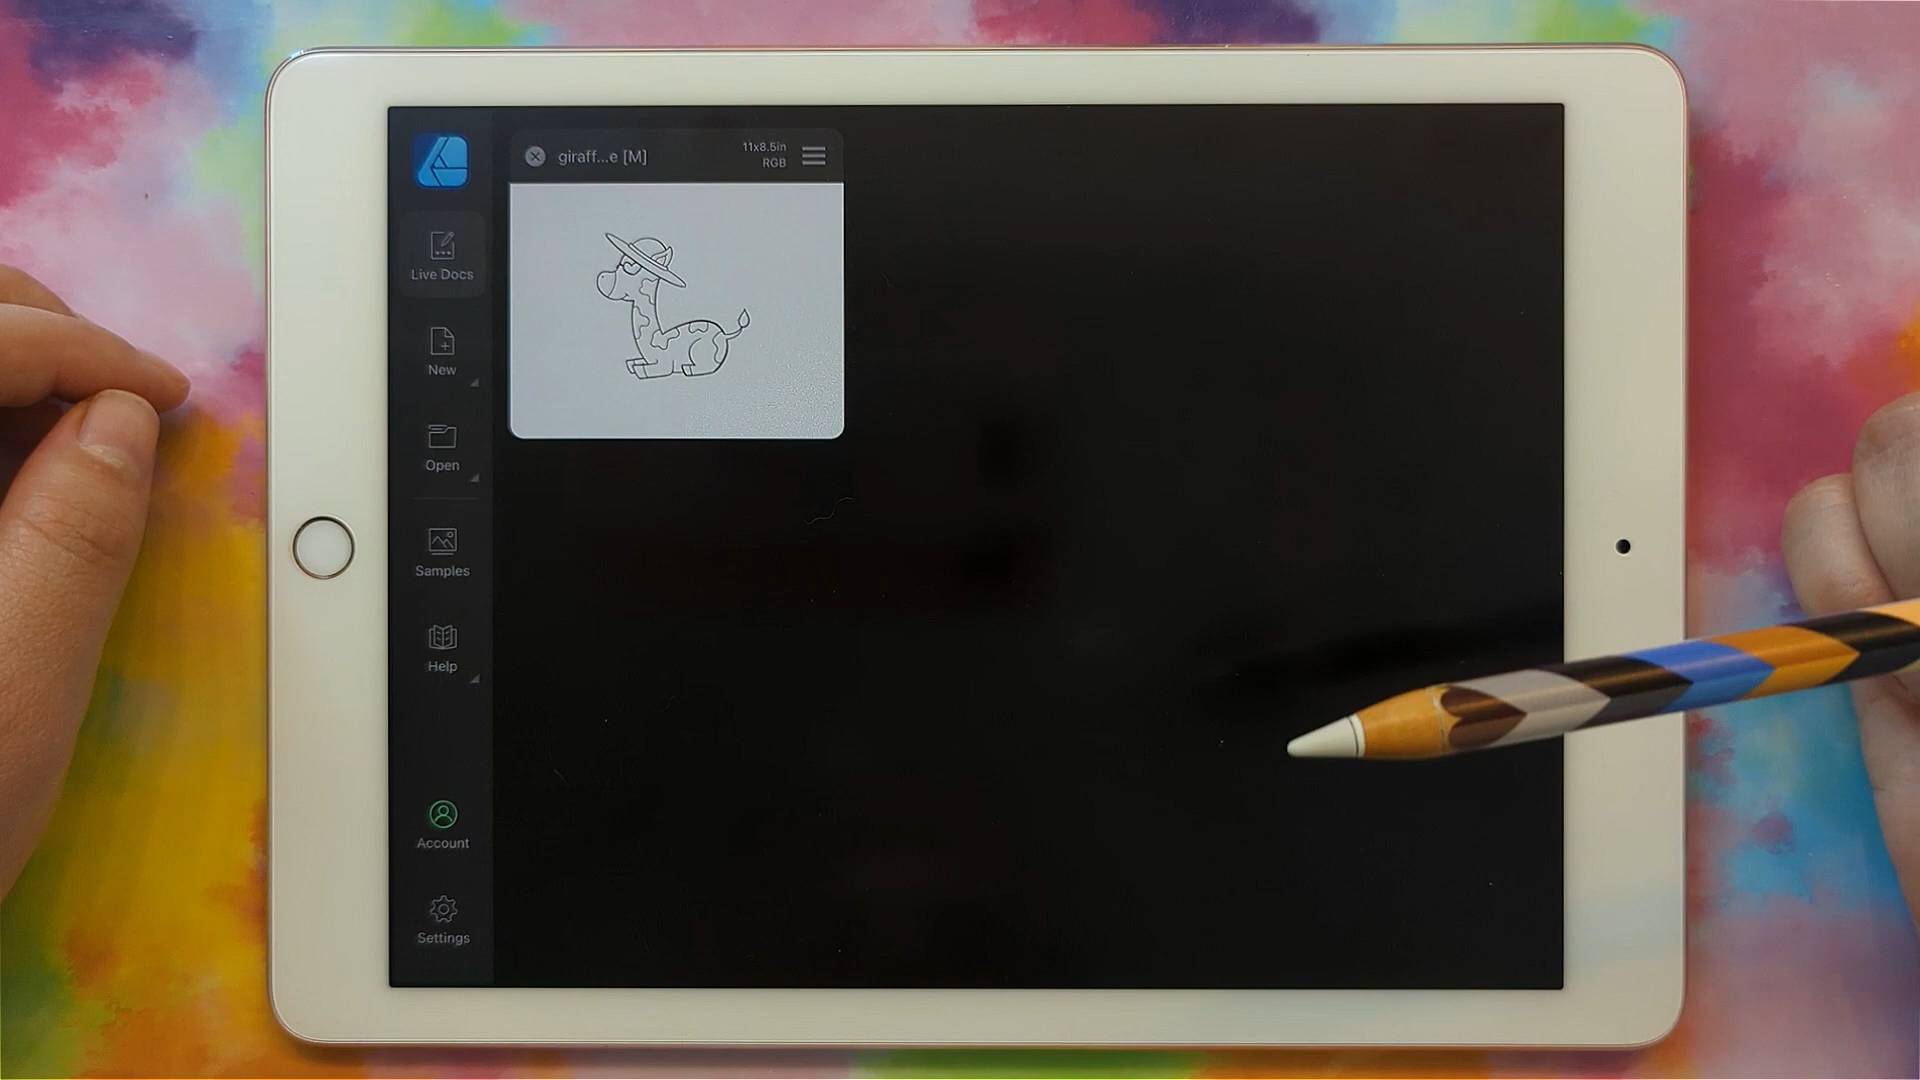 giraff...e [M]
11x8.5in
RGB
Live Docs
New
Open
Samples
Help
Account
Settings